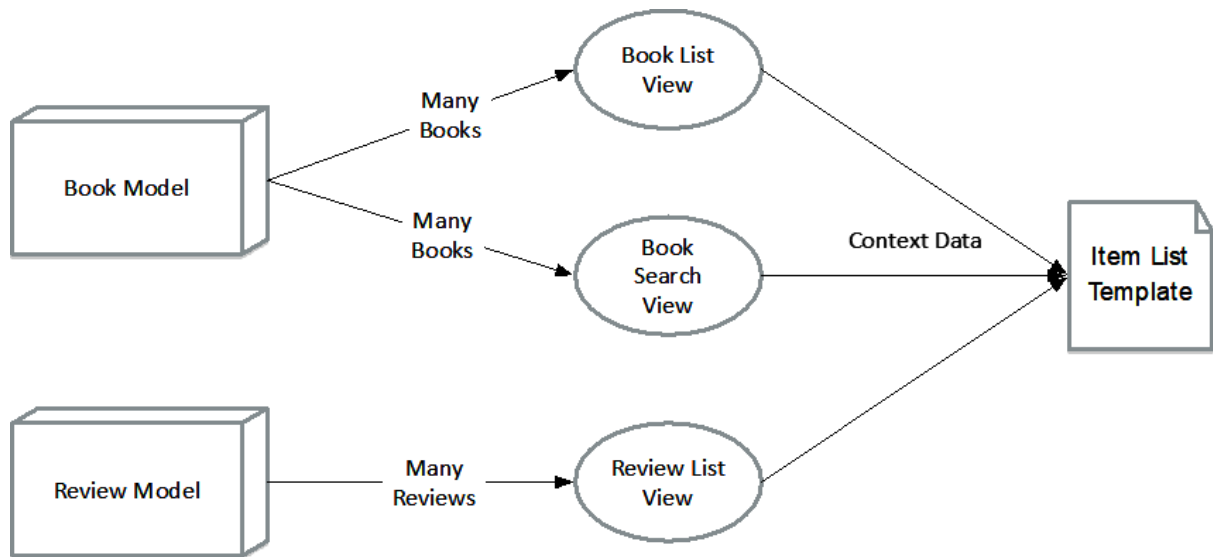 Book List
View
Many
Books
Book Model
Many
Books
Book
Search
View
Context Data
Item List
Template
Review Model
Many
Reviews
Review List
View